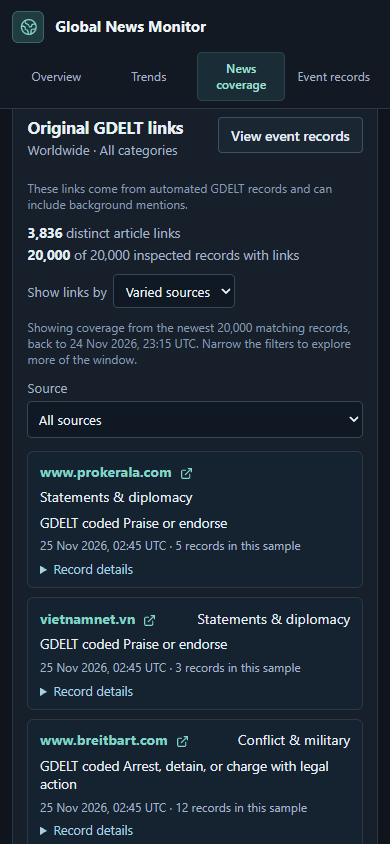 Global News Monitor
Overview
Trends
News
coverage
Event records
Original GDELT links
Worldwide · All categories
View event records
These links come from automated GDELT records and can
include background mentions.
3,836 distinct article links
20,000 of 20,000 inspected records with links
Show links by
Varied sources
Showing coverage from the newest 20,000 matching records,
back to 24 Nov 2026, 23:15 UTC. Narrow the filters to explore
more of the window.
Source
All sources
www.prokerala.com
Statements & diplomacy
GDELT coded Praise or endorse
25 Nov 2026, 02:45 UTC · 5 records in this sample
Record details
vietnamnet.vn
Statements & diplomacy
GDELT coded Praise or endorse
25 Nov 2026, 02:45 UTC · 3 records in this sample
Record details
www.breitbart.com
Conflict & military
GDELT coded Arrest, detain, or charge with legal
action
25 Nov 2026, 02:45 UTC · 12 records in this sample
Record details